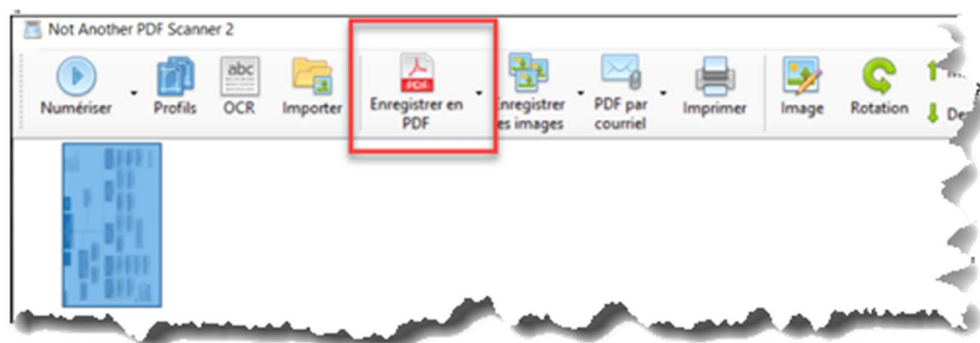 Not Another PDF Scanner 2
Numériser
Profils
abc
OCR
Importer
PDF
Enregistrer en
PDF
Enregistrer
es images
PDF par
courriel
Imprimer
Image
Rotation
De